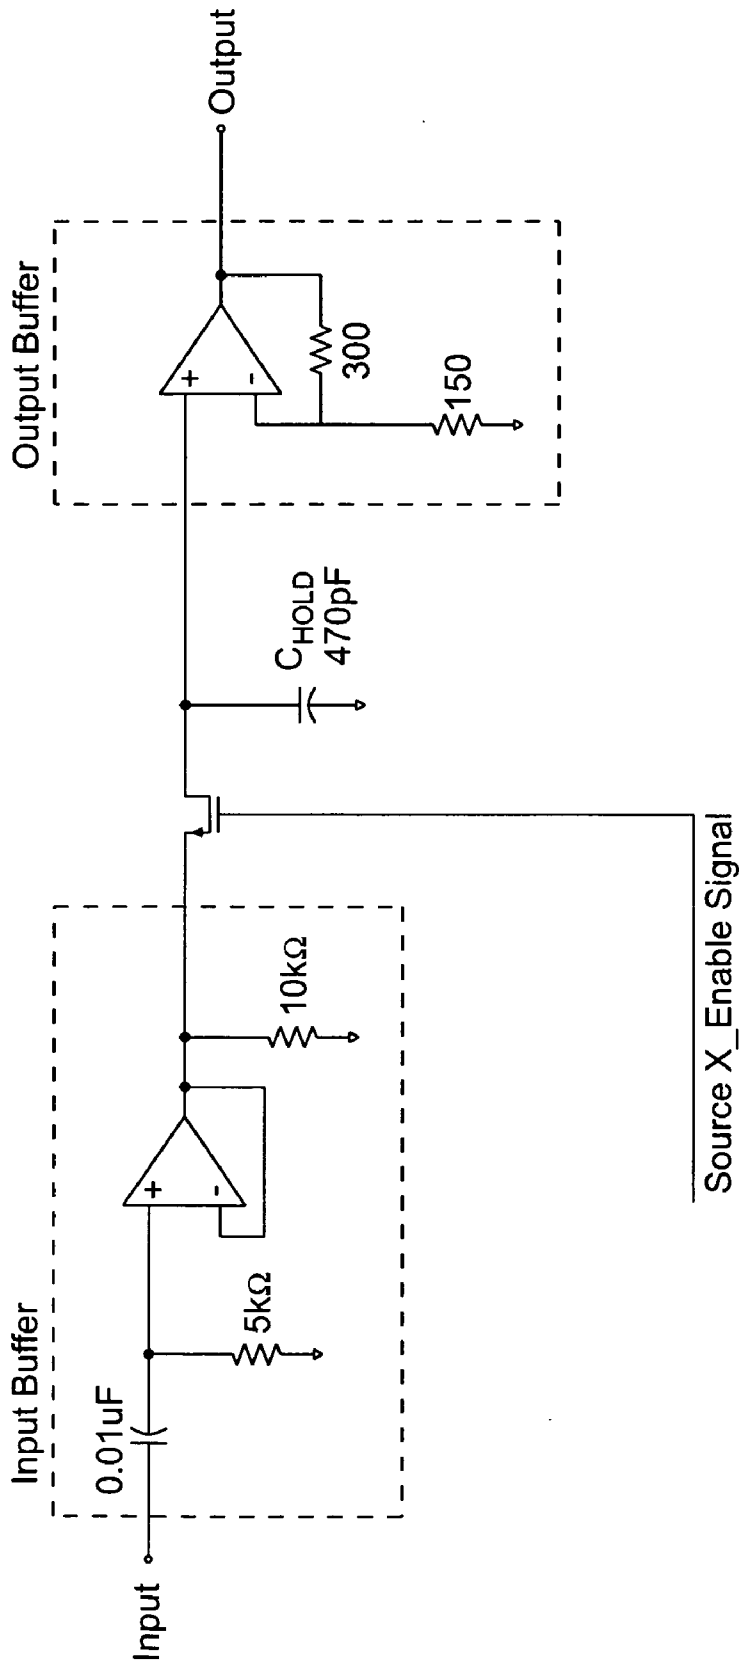 Input Buffer
Output Buffer
Input
0.01uF
5kΩ
+
-
10kΩ
C_HOLD
470pF
+
-
300
150
Output
Source X_Enable Signal